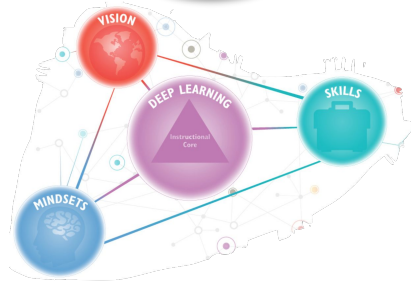 VISION
DEEP LEARNING
Instructional
Core
SKILLS
MINDSETS